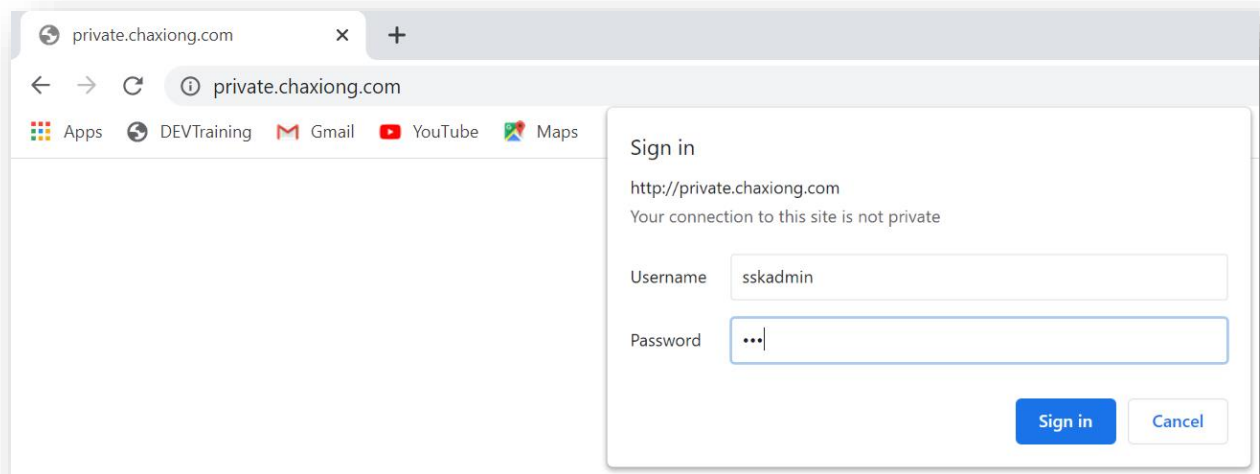 private.chaxiong.com
private.chaxiong.com
Apps DEVTraining Gmail YouTube Maps
Sign in
http://private.chaxiong.com
Your connection to this site is not private
Username sskadmin
Password •••
Sign in Cancel